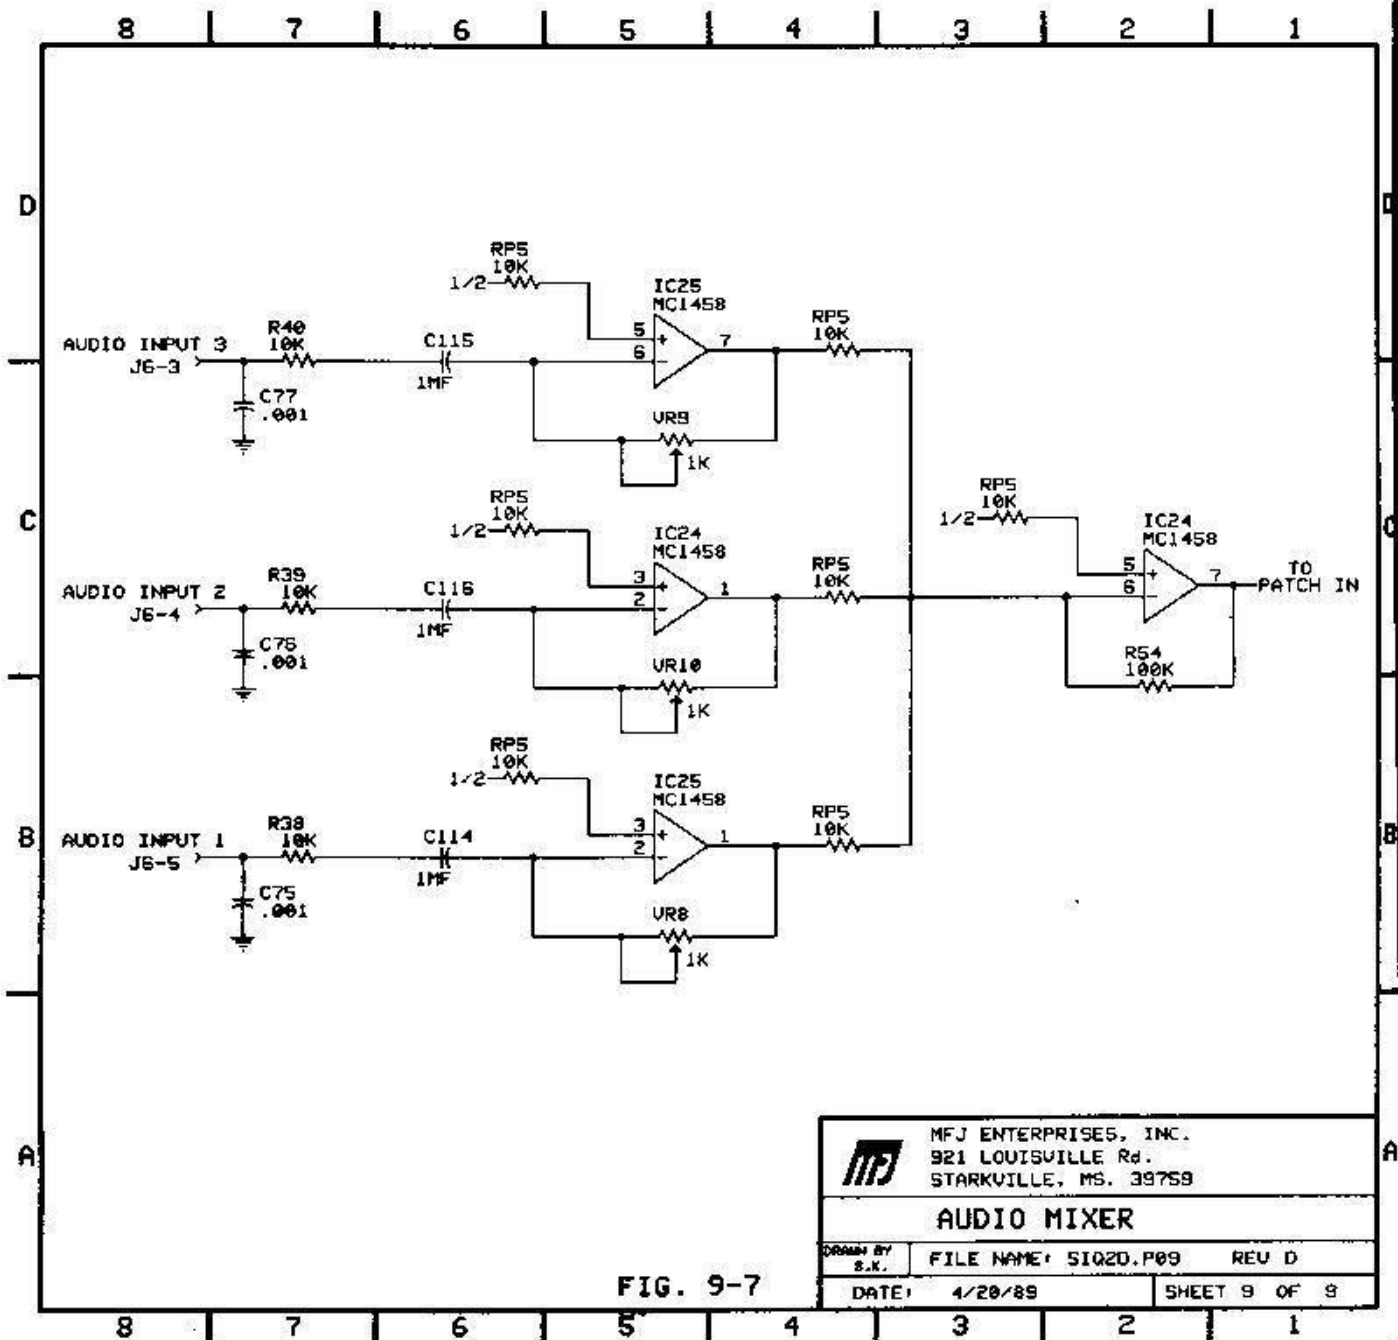 8 7 6 5 4 3 2 1
D
D
RP5
10K
1/2
IC25
MC1458
5
6
7
+
-
RP5
10K
AUDIO INPUT 3
J6-3
R40
10K
C115
1MF
C77
.001
VR9
1K
C
C
RP5
10K
1/2
IC24
MC1458
3
2
1
+
-
RP5
10K
AUDIO INPUT 2
J6-4
R39
10K
C116
1MF
C76
.001
VR10
1K
RP5
10K
1/2
IC24
MC1458
5
6
7
+
-
TO
PATCH IN
R54
100K
B
B
RP5
10K
1/2
IC25
MC1458
3
2
1
+
-
RP5
10K
AUDIO INPUT 1
J6-5
R38
10K
C114
1MF
C75
.001
VR8
1K
A
A
MFJ
MFJ ENTERPRISES, INC.
921 LOUISVILLE Rd.
STARKVILLE, MS. 39759
AUDIO MIXER
DRAWN BY
S.K.
FILE NAME: SIQ2D.P09 REV D
DATE: 4/20/89 SHEET 9 OF 9
FIG. 9-7
8 7 6 5 4 3 2 1